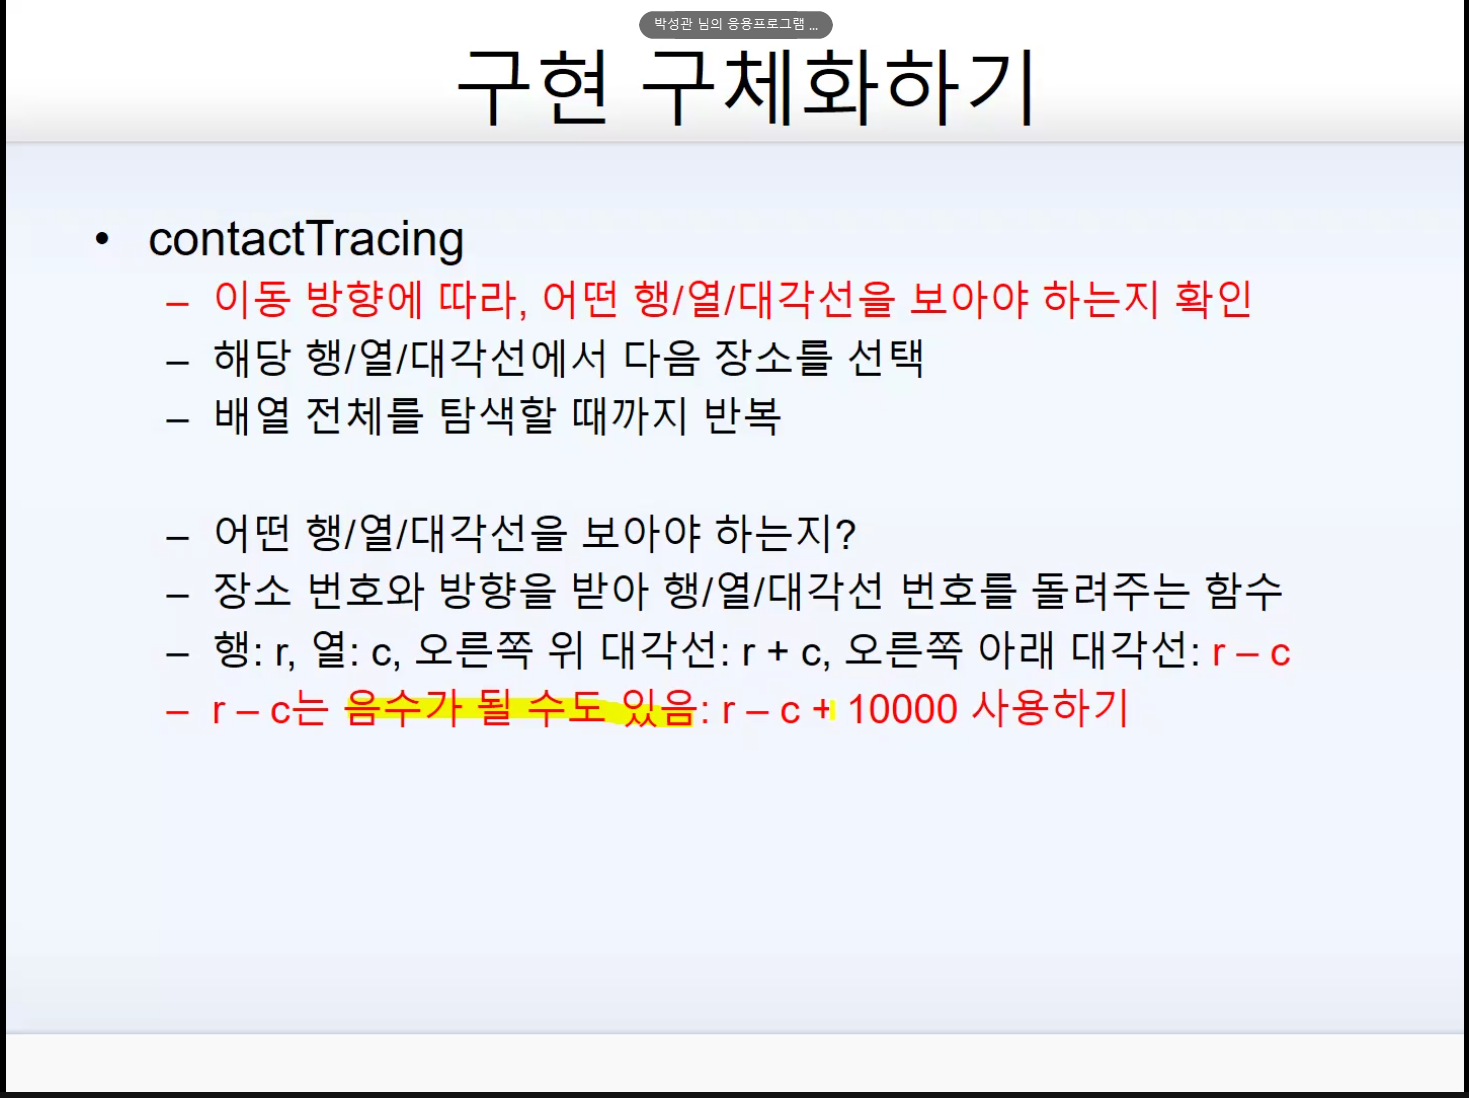 박성관 님의 응용프로그램 ...
구현 구체화하기
• contactTracing
– 이동 방향에 따라, 어떤 행/열/대각선을 보아야 하는지 확인
– 해당 행/열/대각선에서 다음 장소를 선택
– 배열 전체를 탐색할 때까지 반복
– 어떤 행/열/대각선을 보아야 하는지?
– 장소 번호와 방향을 받아 행/열/대각선 번호를 돌려주는 함수
– 행: r, 열: c, 오른쪽 위 대각선: r + c, 오른쪽 아래 대각선: r – c
– r – c는 음수가 될 수도 있음: r – c + 10000 사용하기